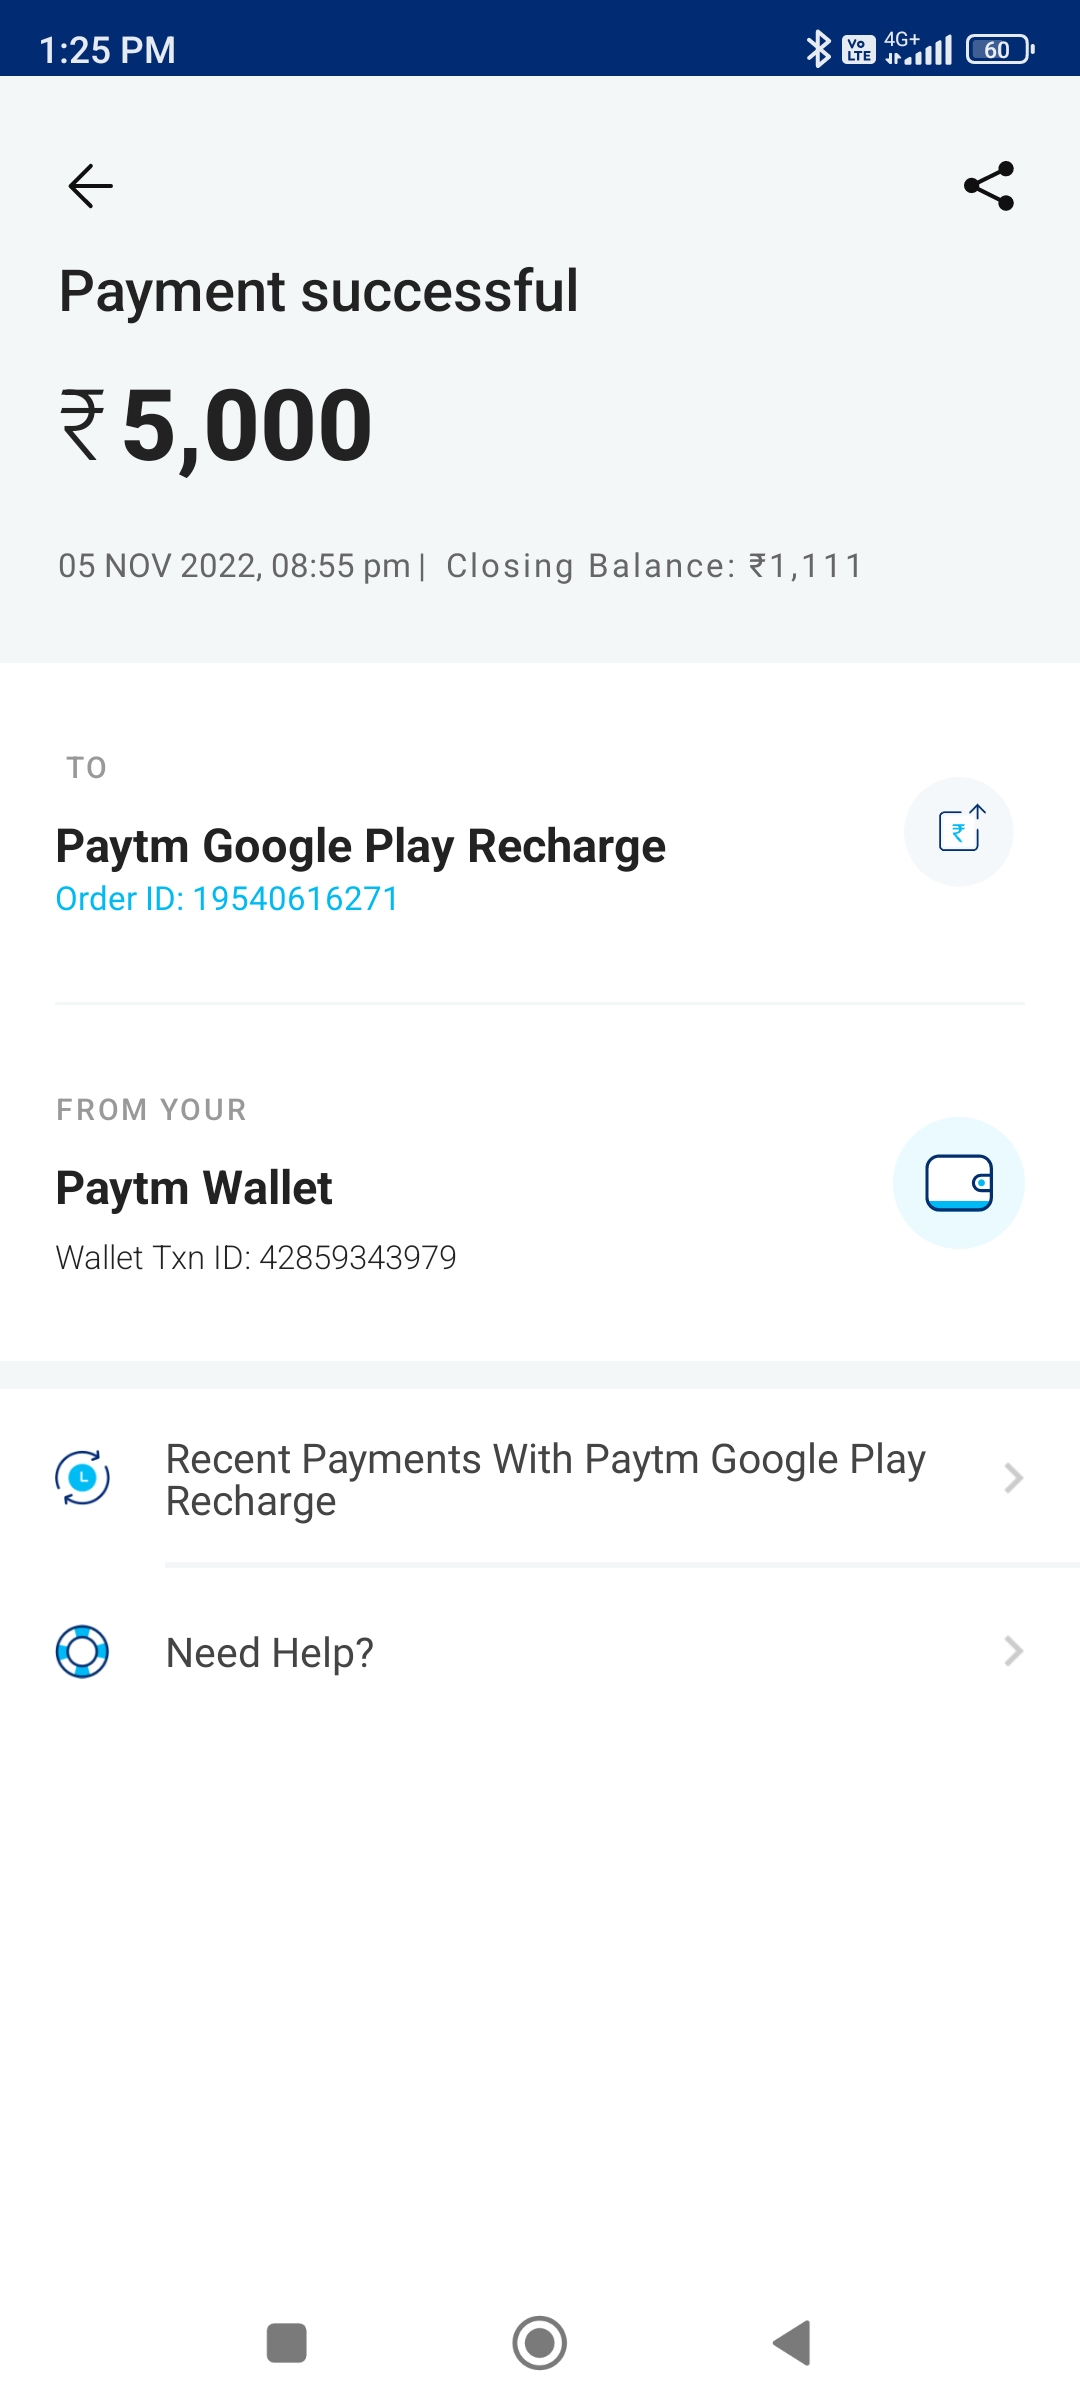 1:25 PM
Vo LTE 4G+ 60
Payment successful
₹5,000
05 NOV 2022, 08:55 pm | Closing Balance: ₹1,111
TO
Paytm Google Play Recharge
₹
Order ID: 19540616271
FROM YOUR
Paytm Wallet
Wallet Txn ID: 42859343979
Recent Payments With Paytm Google Play
Recharge
Need Help?